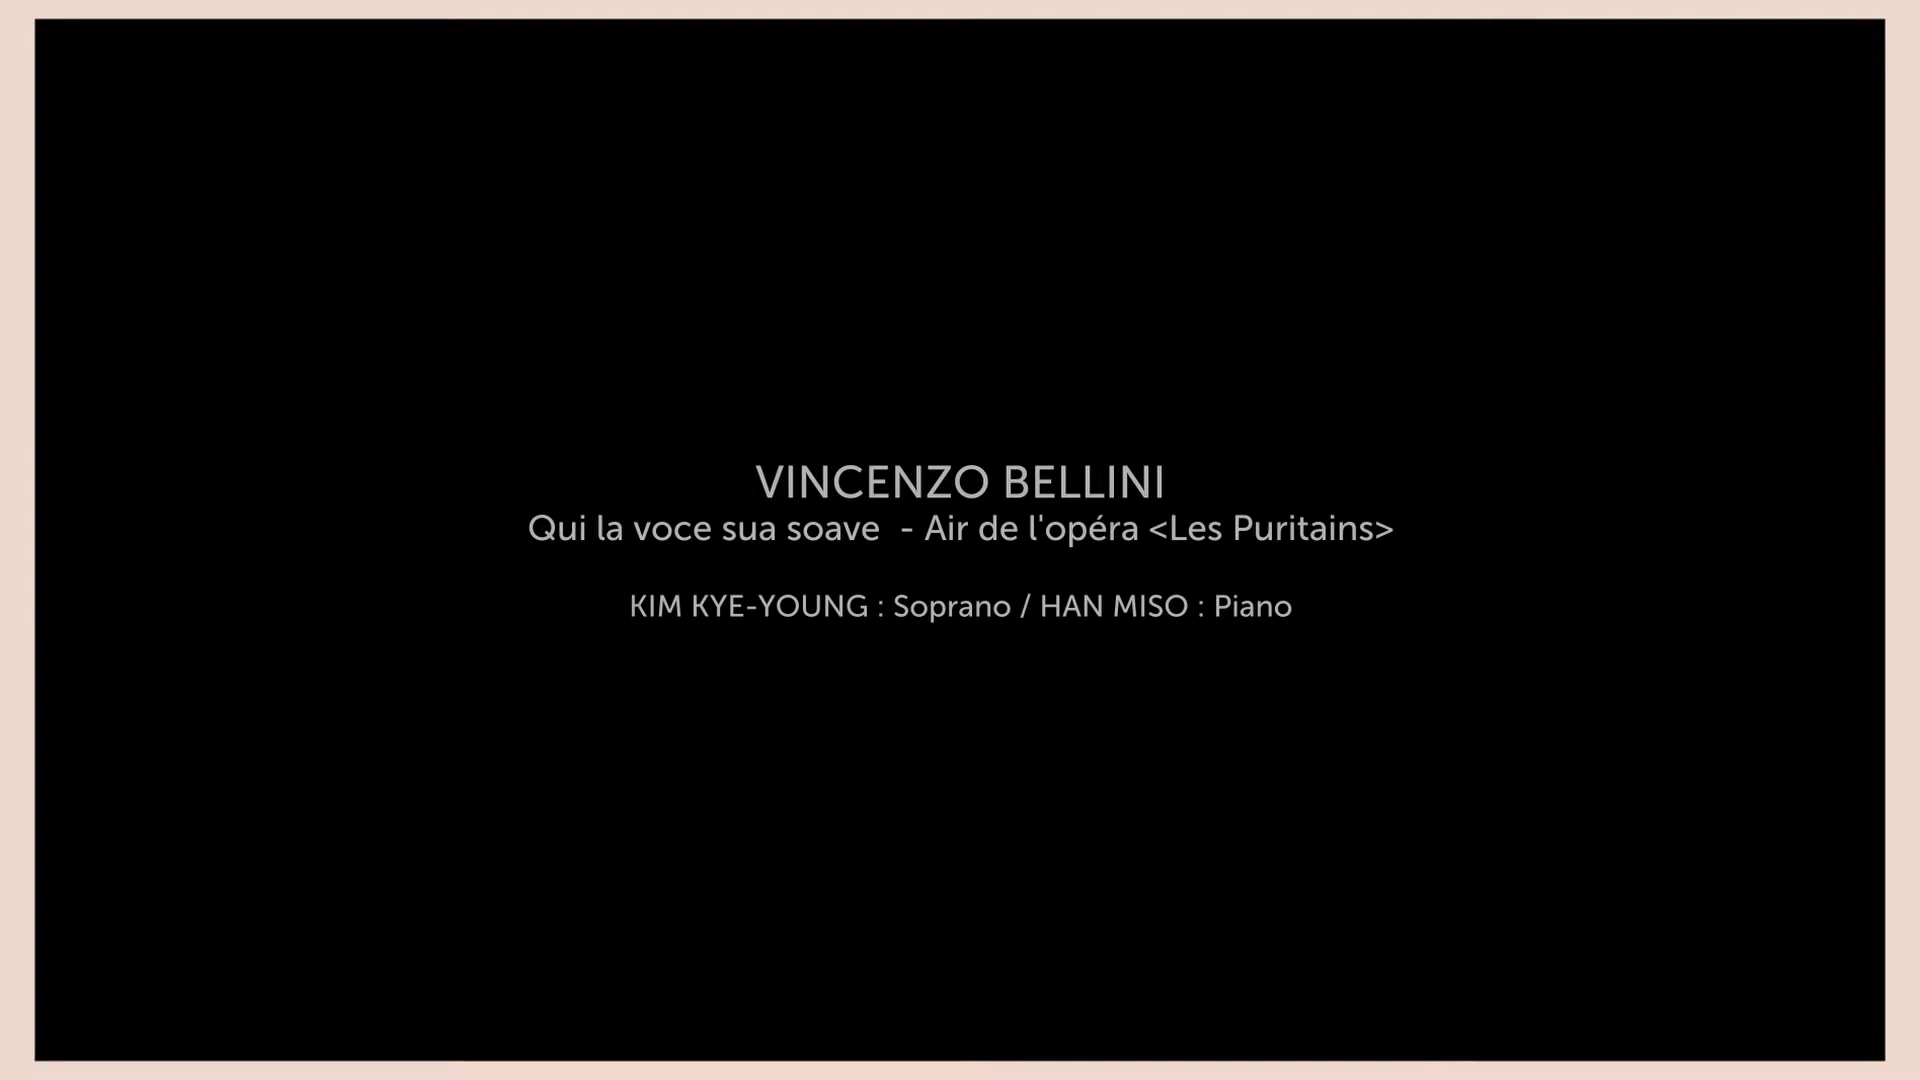 VINCENZO BELLINI
Qui la voce sua soave  - Air de l'opéra <Les Puritains>
KIM KYE-YOUNG : Soprano / HAN MISO : Piano